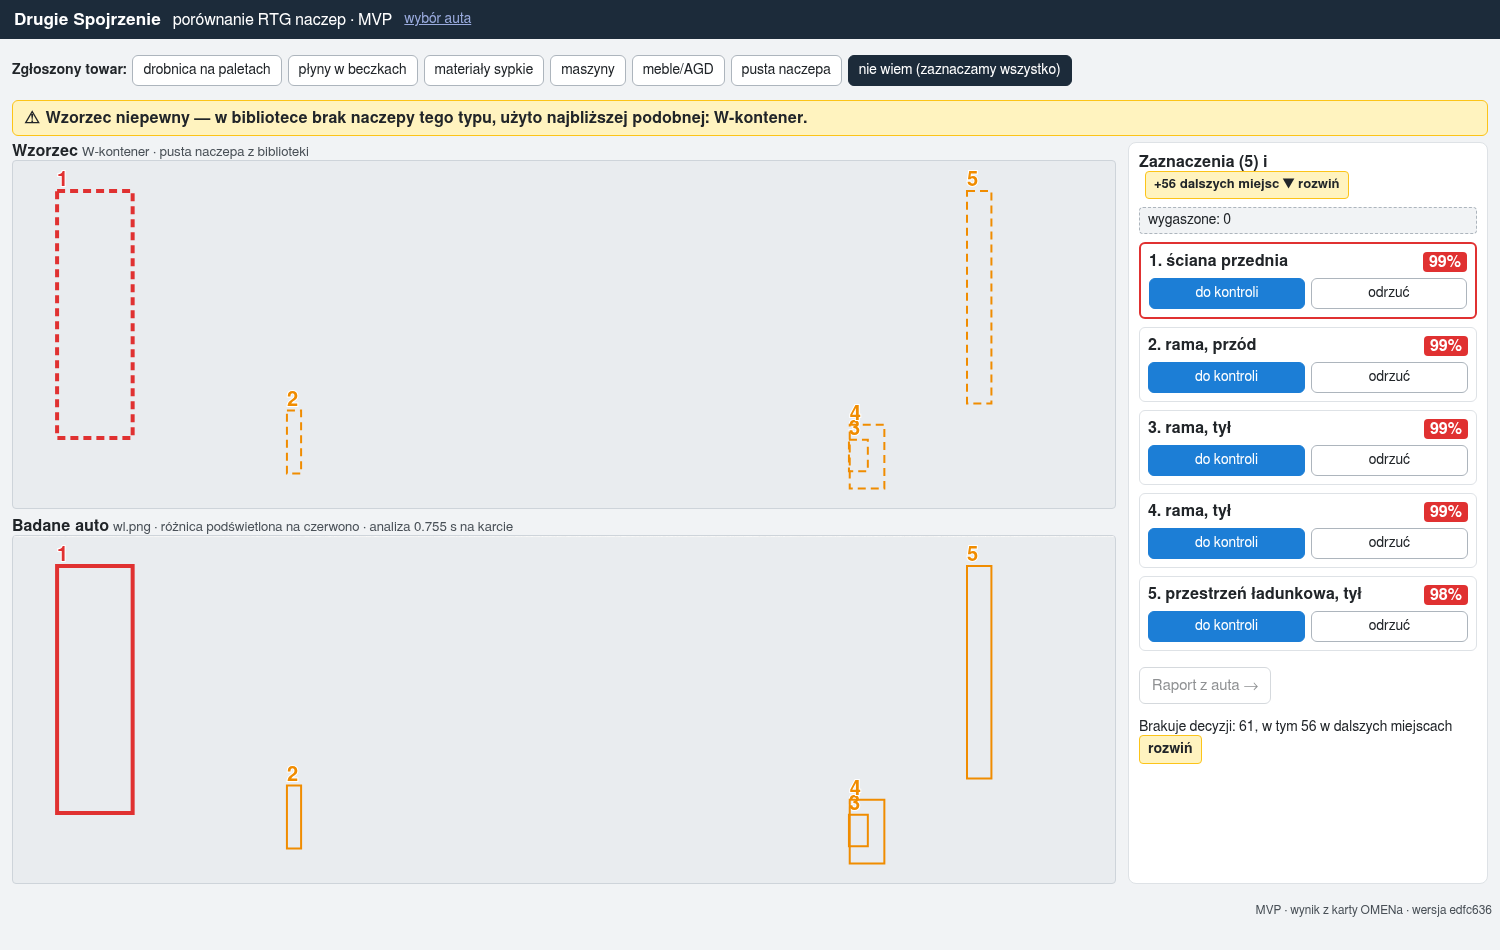 Drugie Spojrzenie porównanie RTG naczep · MVP wybór auta
Zgłoszony towar: drobnica na paletach płyny w beczkach materiały sypkie maszyny meble/AGD pusta naczepa nie wiem (zaznaczamy wszystko)
⚠ Wzorzec niepewny — w bibliotece brak naczepy tego typu, użyto najbliższej podobnej: W-kontener.
Wzorzec W-kontener · pusta naczepa z biblioteki
1
5
2
4
3
Badane auto wl.png · różnica podświetlona na czerwono · analiza 0.755 s na karcie
1
5
2
4
3
Zaznaczenia (5) i
+56 dalszych miejsc ▼ rozwiń
wygaszone: 0
1. ściana przednia 99%
do kontroli odrzuć
2. rama, przód 99%
do kontroli odrzuć
3. rama, tył 99%
do kontroli odrzuć
4. rama, tył 99%
do kontroli odrzuć
5. przestrzeń ładunkowa, tył 98%
do kontroli odrzuć
Raport z auta →
Brakuje decyzji: 61, w tym 56 w dalszych miejscach
rozwiń
MVP · wynik z karty OMENa · wersja edfc636